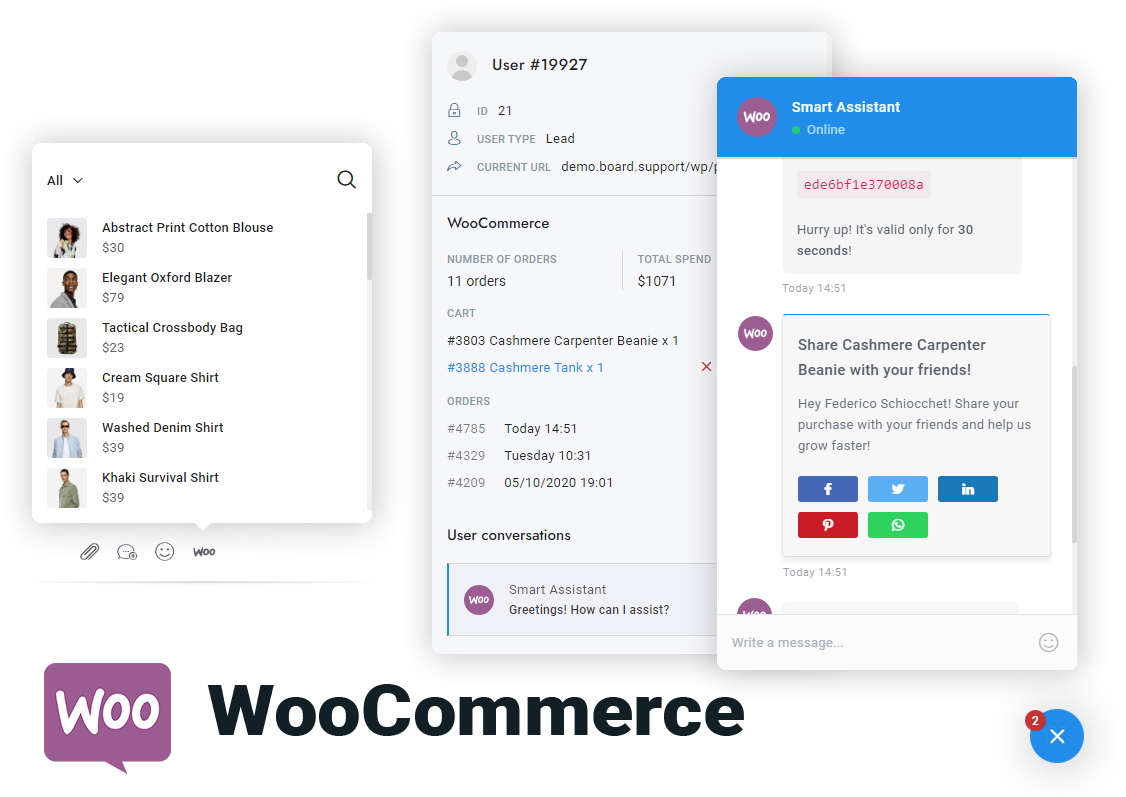 All
Abstract Print Cotton Blouse
$30
Elegant Oxford Blazer
$79
Tactical Crossbody Bag
$23
Cream Square Shirt
$19
Washed Denim Shirt
$39
Khaki Survival Shirt
$39
Woo
User #19927
ID 21
USER TYPE Lead
CURRENT URL demo.board.support/wp/
WooCommerce
NUMBER OF ORDERS
11 orders
TOTAL SPEND
$1071
CART
#3803 Cashmere Carpenter Beanie x 1
#3888 Cashmere Tank x 1
ORDERS
#4785 Today 14:51
#4329 Tuesday 10:31
#4209 05/10/2020 19:01
User conversations
Woo
Smart Assistant
Greetings! How can I assist?
Woo
Smart Assistant
Online
ede6bf1e370008a
Hurry up! It's valid only for 30
seconds!
Today 14:51
Woo
Share Cashmere Carpenter
Beanie with your friends!
Hey Federico Schiocchet! Share your
purchase with your friends and help us
grow faster!
Today 14:51
Woo
Write a message...
Woo
WooCommerce
2